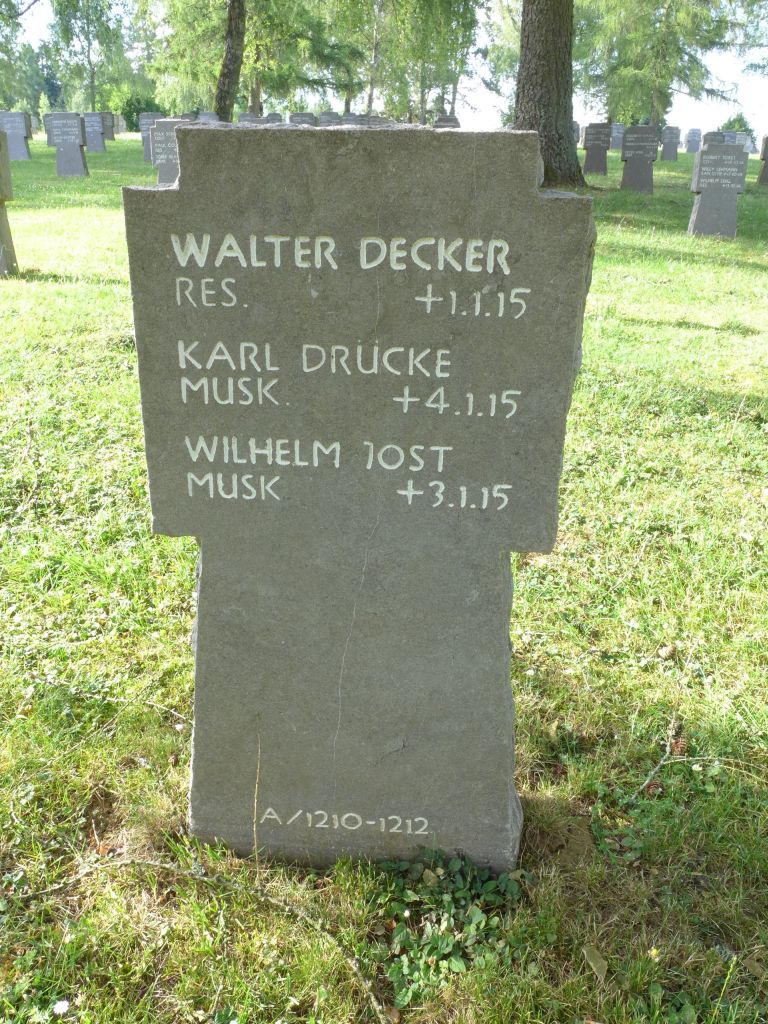 WALTER DECKER
RES. +1.1.15
KARL DRÜCKE
MUSK. +4.1.15
WILHELM JOST
MUSK +3.1.15
A/1210-1212